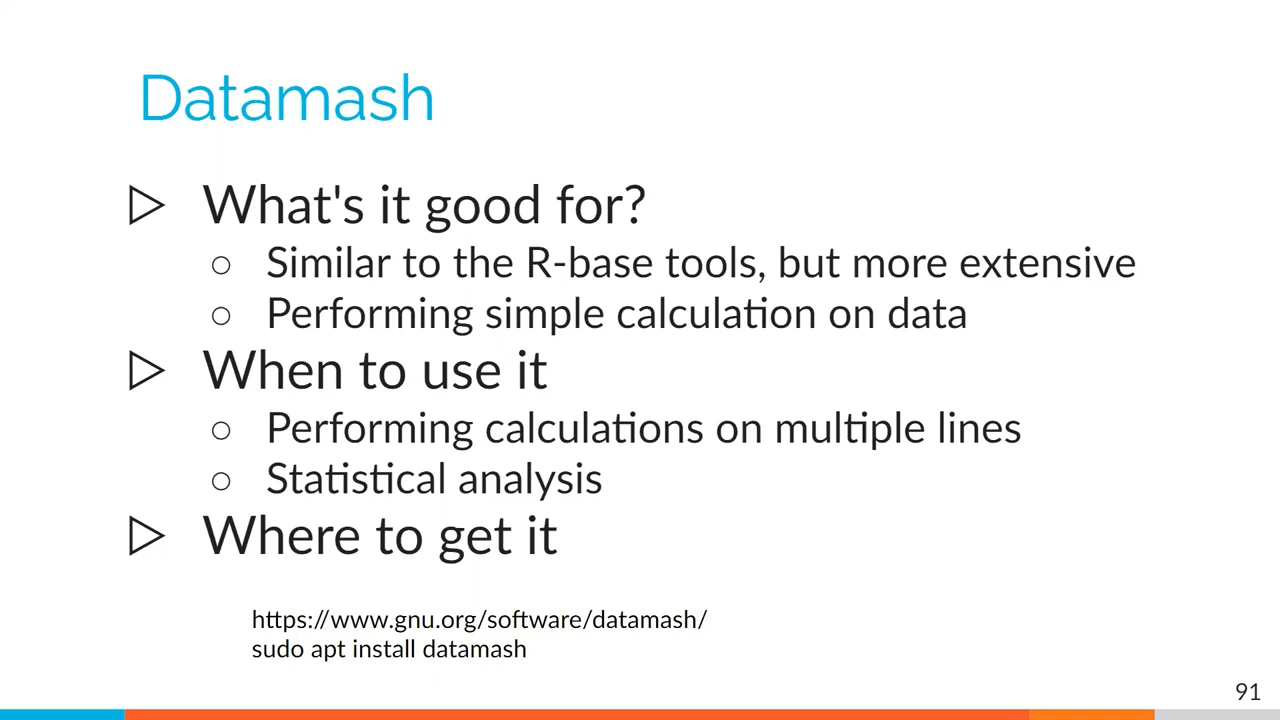 Datamash
What's it good for?
Similar to the R-base tools, but more extensive
Performing simple calculation on data
When to use it
Performing calculations on multiple lines
Statistical analysis
Where to get it
https://www.gnu.org/software/datamash/
sudo apt install datamash
91